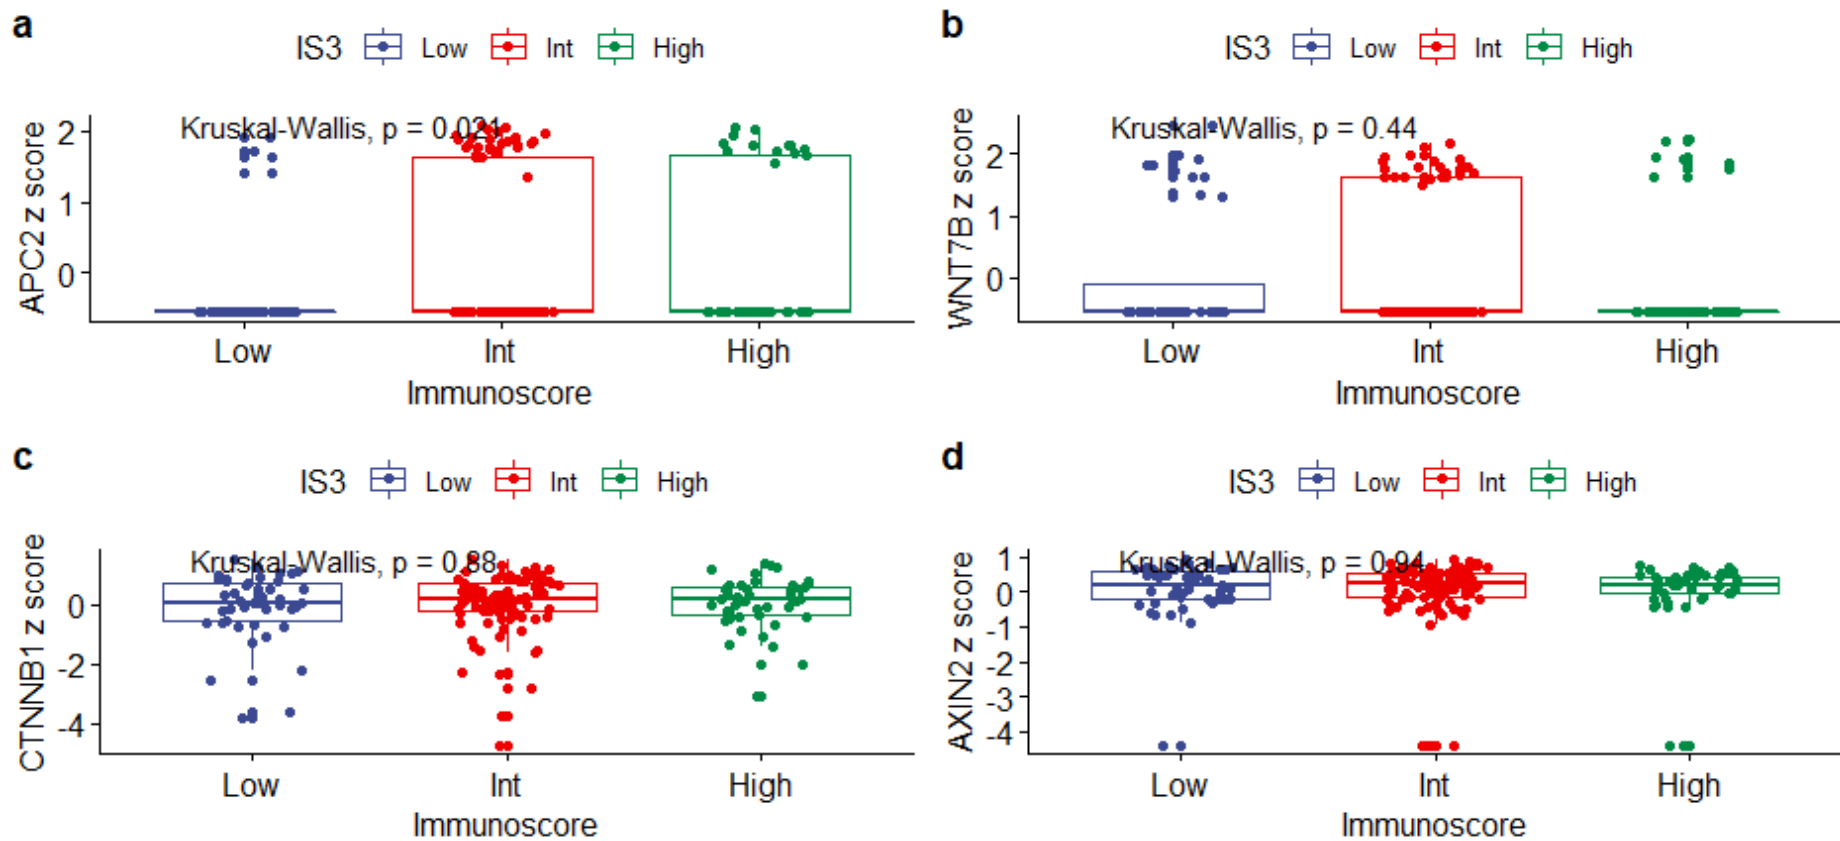 a
IS3 Low Int High
Kruskal-Wallis, p = 0.021
APC2 z score
2
1
0
Low Int High
Immunoscore
b
IS3 Low Int High
Kruskal-Wallis, p = 0.44
WNT7B z score
2
1
0
Low Int High
Immunoscore
c
IS3 Low Int High
Kruskal-Wallis, p = 0.88
CTNNB1 z score
0
-2
-4
Low Int High
Immunoscore
d
IS3 Low Int High
Kruskal-Wallis, p = 0.94
AXIN2 z score
1
0
-1
-2
-3
-4
Low Int High
Immunoscore